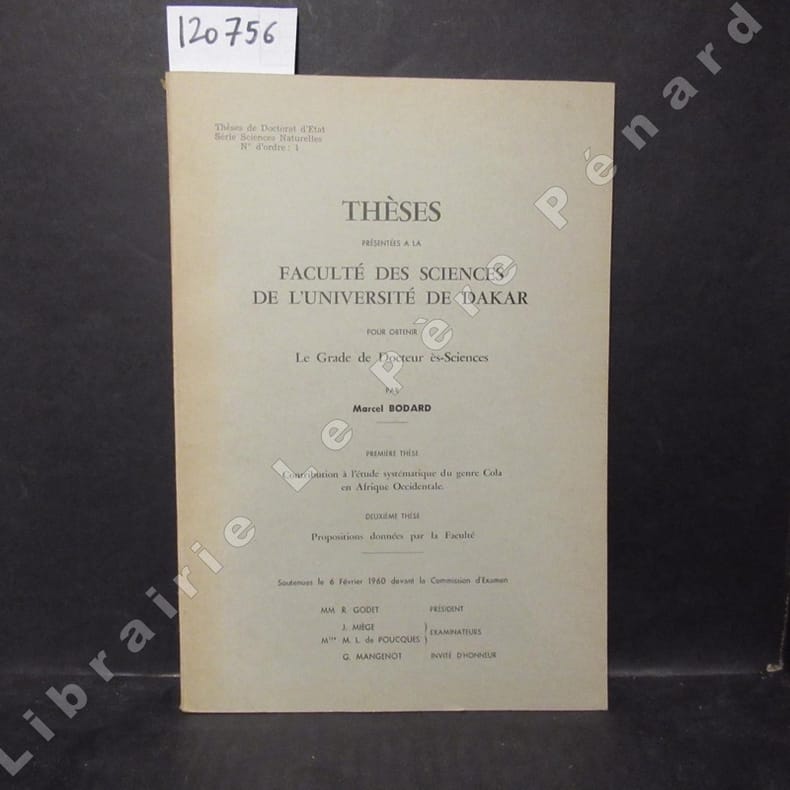 120756
Thèses de Doctorat d'Etat
Série Sciences Naturelles
N° d'ordre : 1
THÈSES
PRÉSENTÉES A LA
FACULTÉ DES SCIENCES
DE L'UNIVERSITÉ DE DAKAR
POUR OBTENIR
Le Grade de Docteur ès-Sciences
PAR
Marcel BODARD
PREMIÈRE THÈSE
Contribution à l'étude systématique du genre Cola
en Afrique Occidentale.
DEUXIÈME THÈSE
Propositions données par la Faculté
Soutenues le 6 Février 1960 devant la Commission d'Examen
MM R. GODET PRÉSIDENT
J. MIÈGE )
EXAMINATEURS
Mlle M. L. de POUCQUES )
G. MANGENOT INVITÉ D'HONNEUR
Librairie Le Père Pénard